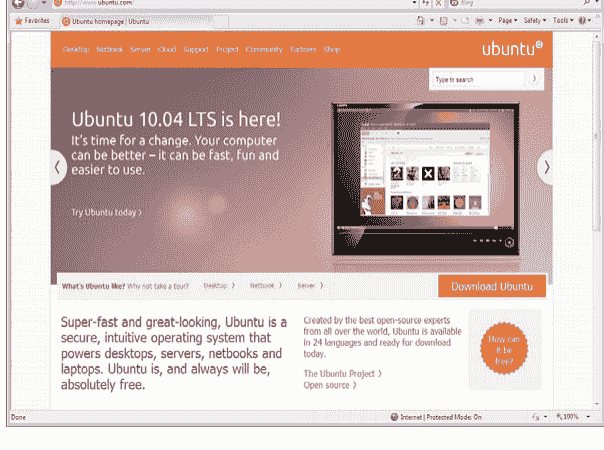 http://www.ubuntu.com/
Bing
Favorites Ubuntu homepage | Ubuntu Page Safety Tools
Desktop Netbook Server Cloud Support Project Community Partners Shop ubuntu
Type to search
Ubuntu 10.04 LTS is here!
It's time for a change. Your computer
can be better – it can be fast, fun and
easier to use.
Try Ubuntu today
What's Ubuntu like? Why not take a tour? Desktop Netbook Server
Download Ubuntu
Super-fast and great-looking, Ubuntu is a
secure, intuitive operating system that
powers desktops, servers, netbooks and
laptops. Ubuntu is, and always will be,
absolutely free.
Created by the best open-source experts
from all over the world, Ubuntu is available
in 24 languages and ready for download
today.
The Ubuntu Project
Open source
How can
it be
free?
Done Internet | Protected Mode: On 100%